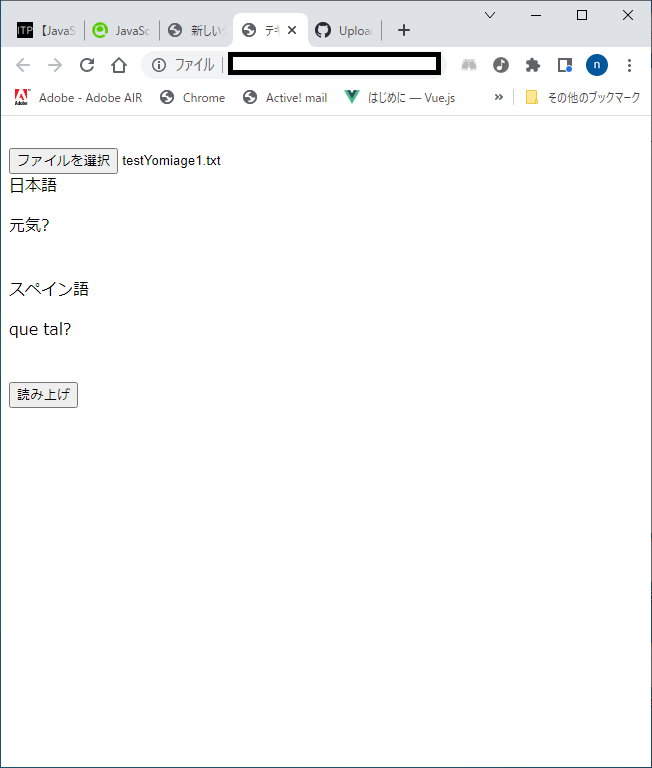 ITP 【JavaS JavaSc 新しい テキ Upload
ファイル
Adobe - Adobe AIR Chrome Active! mail はじめに — Vue.js » その他のブックマーク
ファイルを選択 testYomiage1.txt
日本語
元気?
スペイン語
que tal?
読み上げ